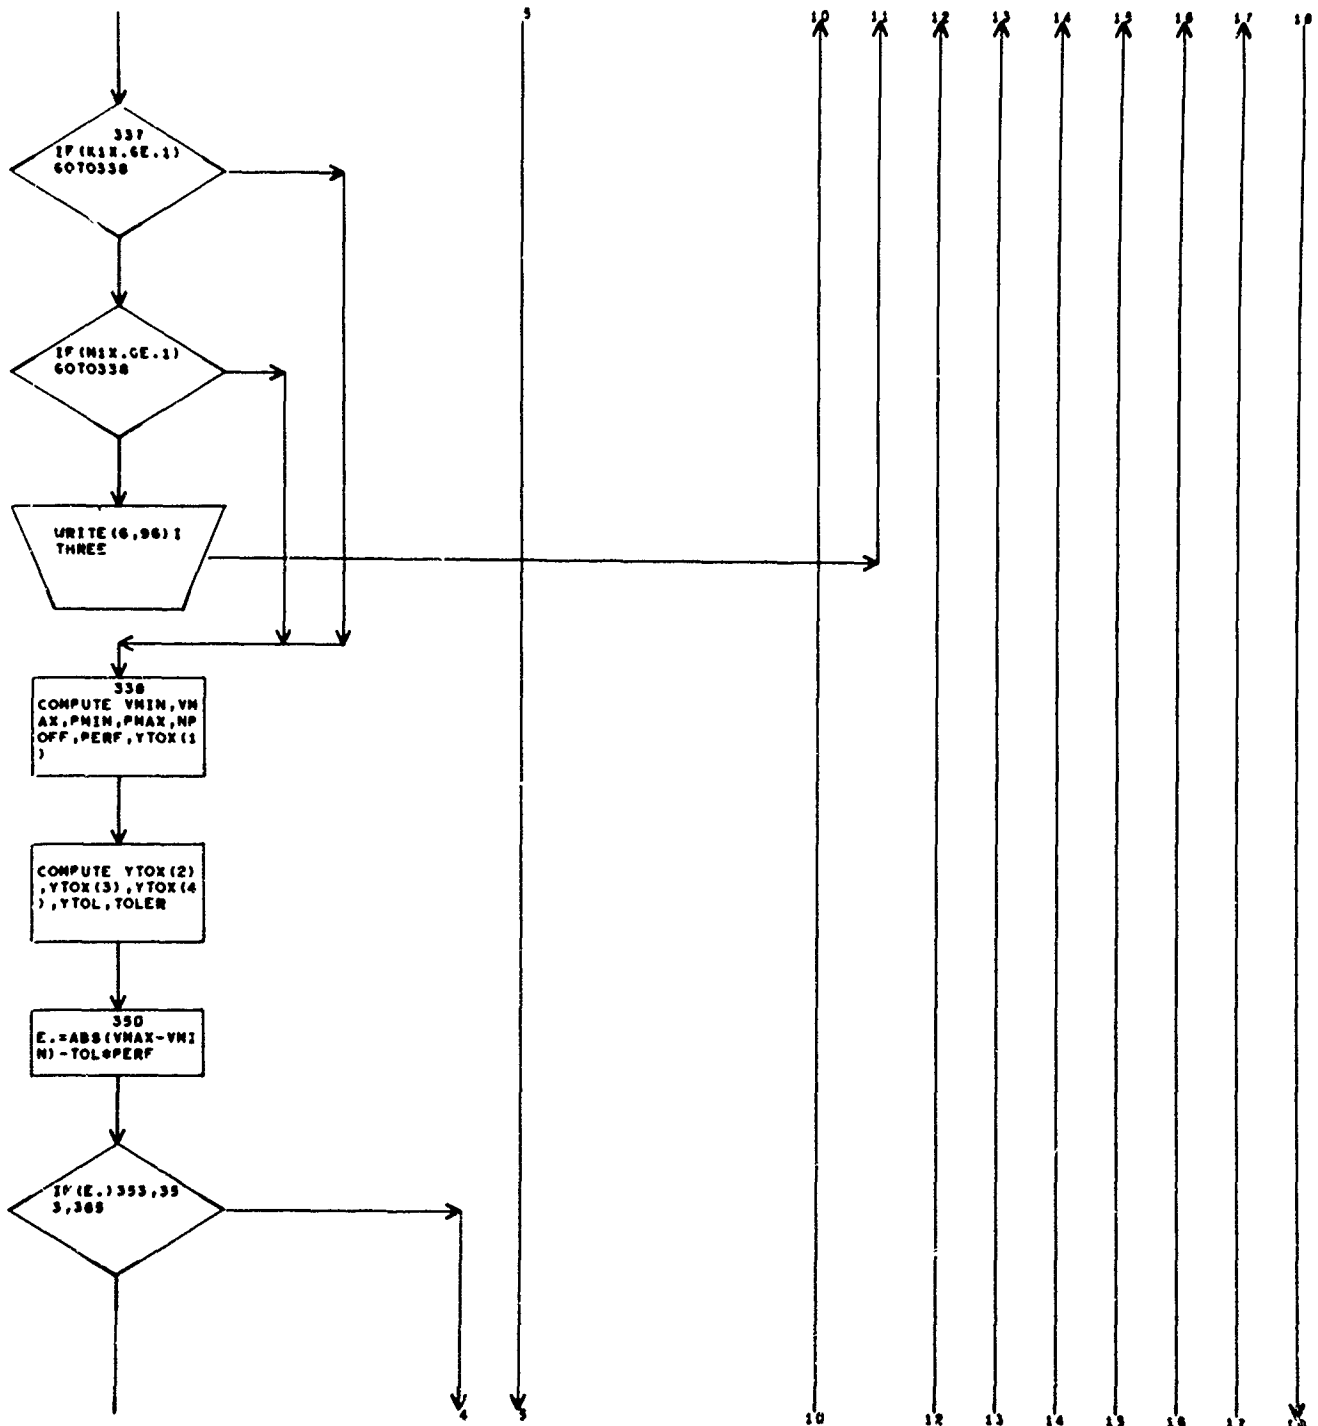 5 10 11 12 13 14 15 16 17 18
337
IF(K1X.GE.1)
GOTO338
IF(M1X.GE.1)
GOTO338
WRITE(6,96)I
THREE
338
COMPUTE VMIN,VM
AX,PMIN,PMAX,NP
OFF,PERF,YTOX(1
)
COMPUTE YTOX(2)
,YTOX(3),YTOX(4
),YTOL,TOLER
350
E.=ABS(VMAX-VMI
N)-TOL*PERF
IF(E.)353,35
3,365
4 5 10 12 13 14 15 16 17 18